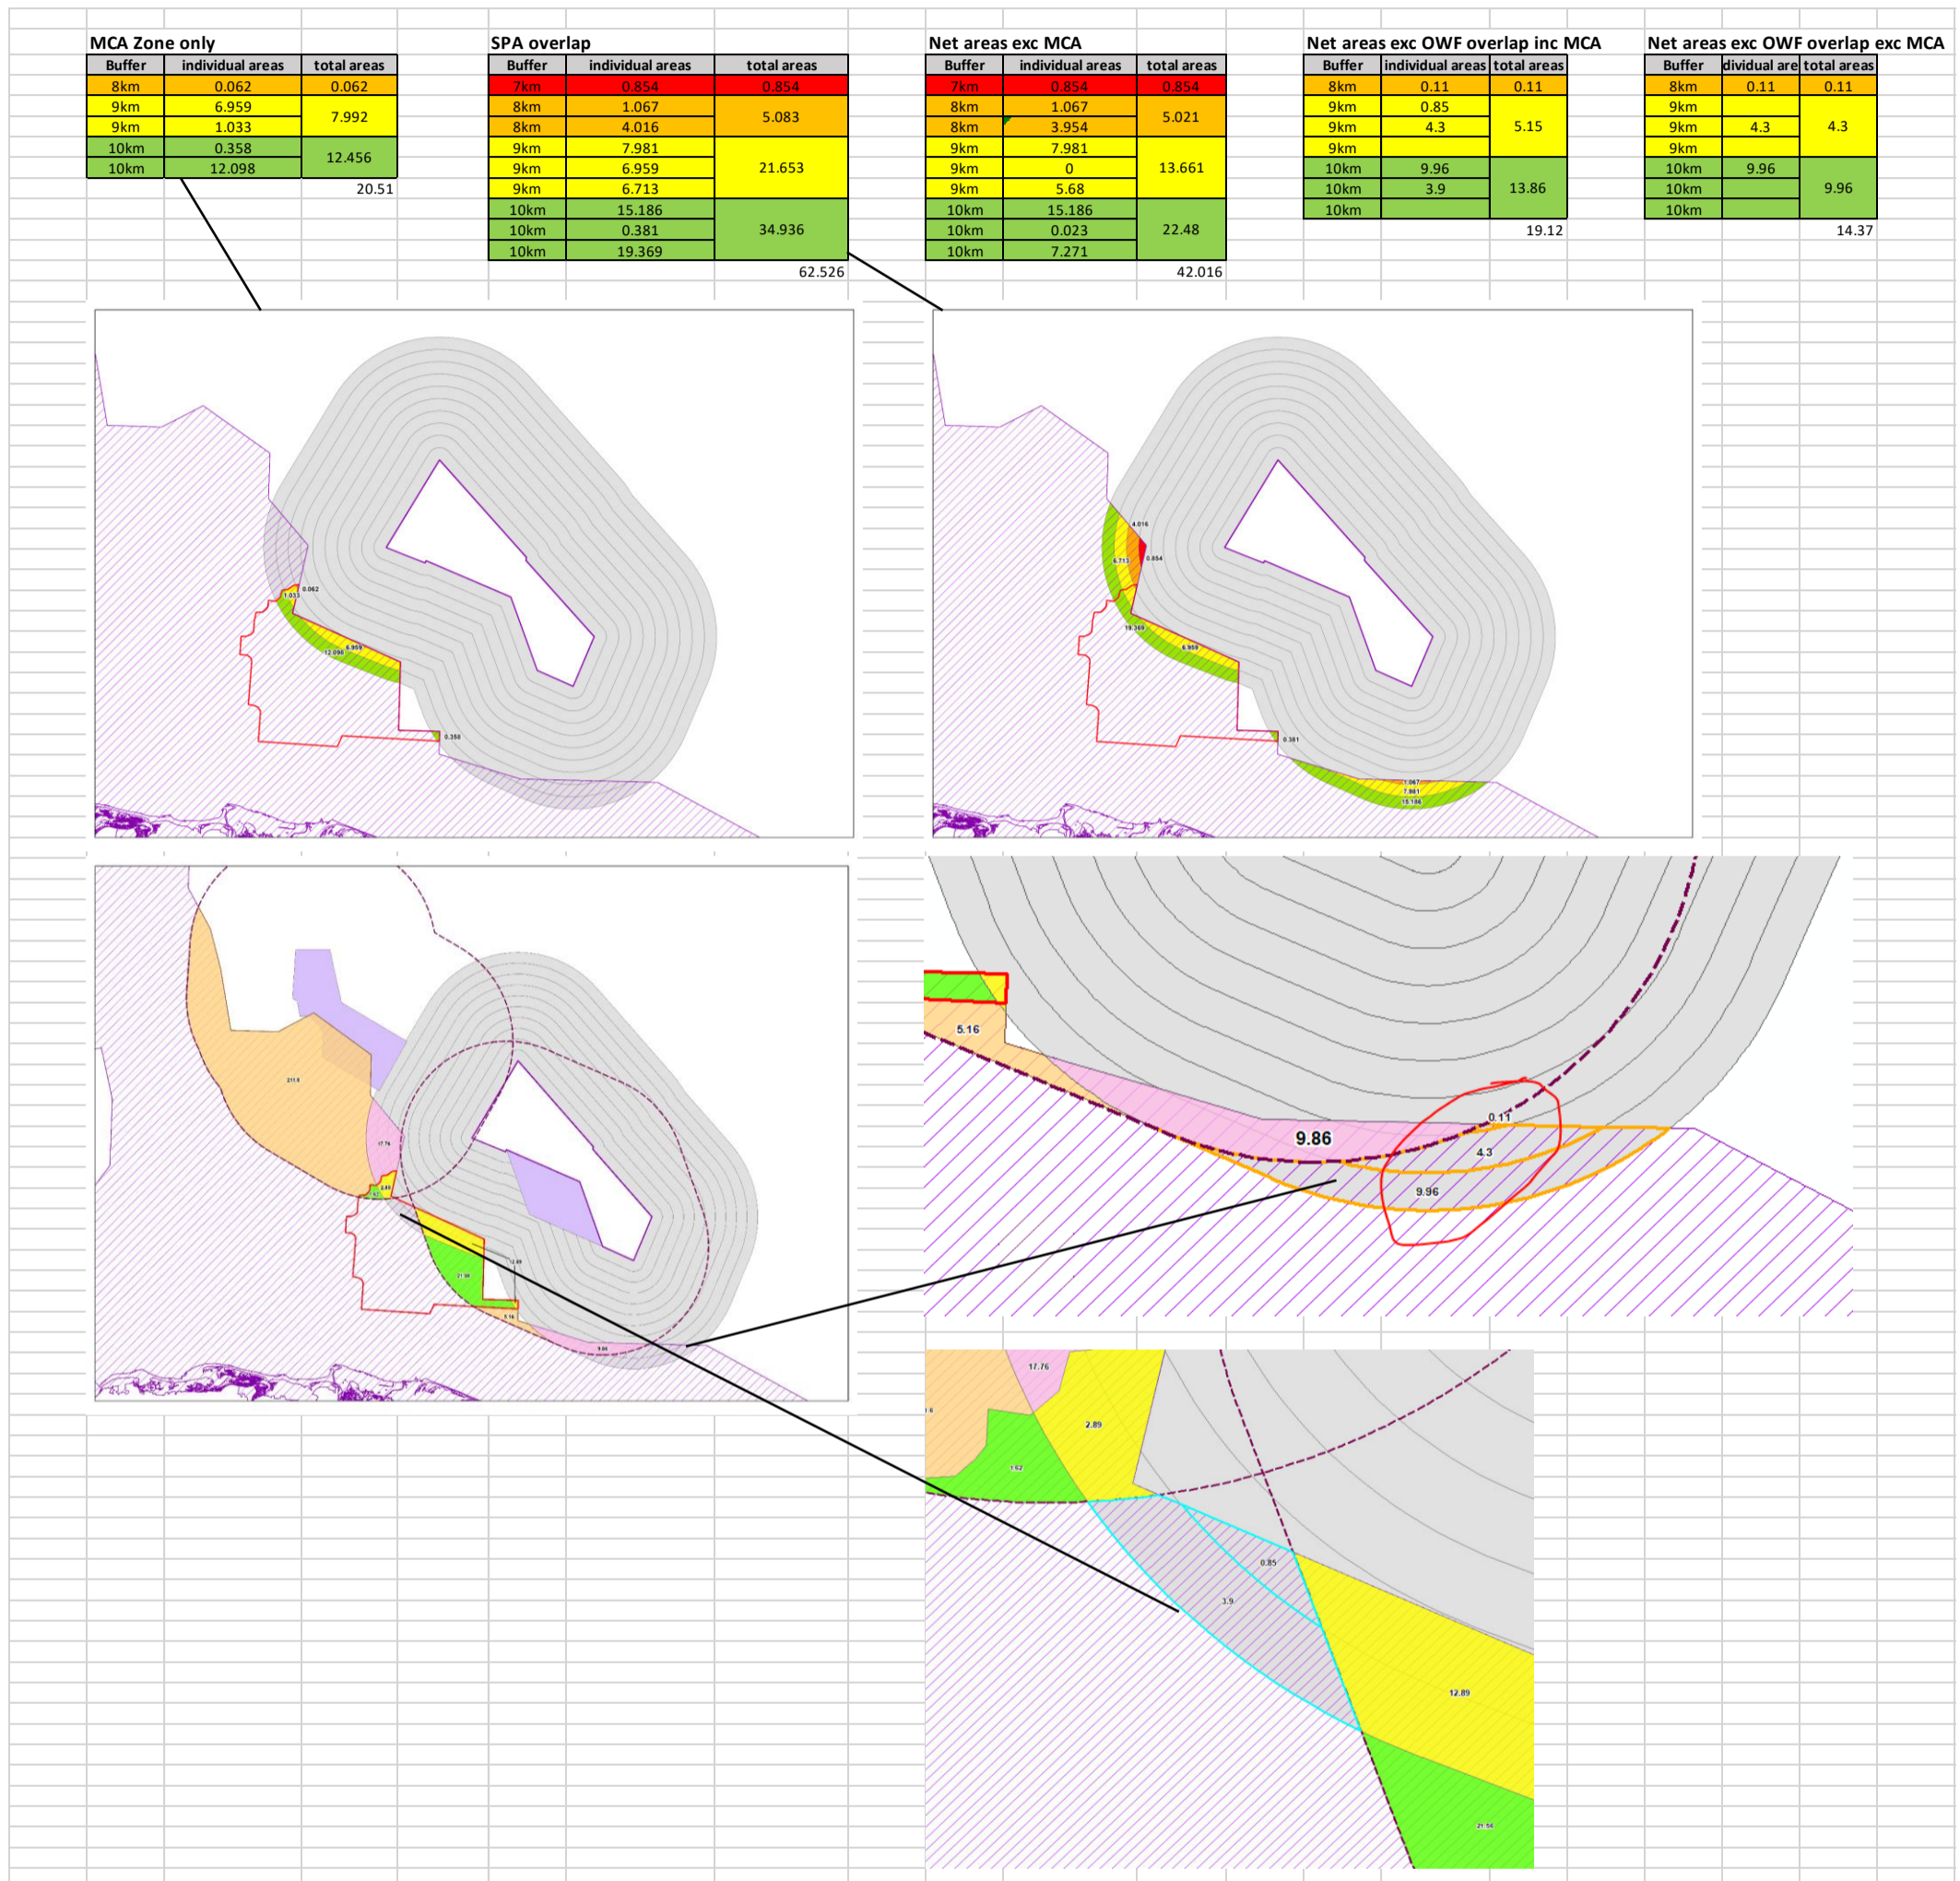 MCA Zone only
Buffer individual areas total areas
8km 0.062 0.062
9km 6.959 7.992
9km 1.033
10km 0.358 12.456
10km 12.098
20.51
SPA overlap
Buffer individual areas total areas
7km 0.854 0.854
8km 1.067 5.083
8km 4.016
9km 7.981
9km 6.959 21.653
9km 6.713
10km 15.186
10km 0.381 34.936
10km 19.369
62.526
Net areas exc MCA
Buffer individual areas total areas
7km 0.854 0.854
8km 1.067 5.021
8km 3.954
9km 7.981
9km 0 13.661
9km 5.68
10km 15.186
10km 0.023 22.48
10km 7.271
42.016
Net areas exc OWF overlap inc MCA
Buffer individual areas total areas
8km 0.11 0.11
9km 0.85
9km 4.3 5.15
9km
10km 9.96
10km 3.9 13.86
10km
19.12
Net areas exc OWF overlap exc MCA
Buffer dividual are total areas
8km 0.11 0.11
9km
9km 4.3 4.3
9km
10km 9.96
10km 9.96
10km
14.37
0.062
1.033
6.959
12.098
0.358
4.016
0.854
6.713
19.369
6.959
0.381
1.067
7.981
15.186
17.76
2.89
21.56
5.16
5.16
0.11
9.86
4.3
9.96
17.76
2.89
1.62
0.85
3.9
12.89
21.56